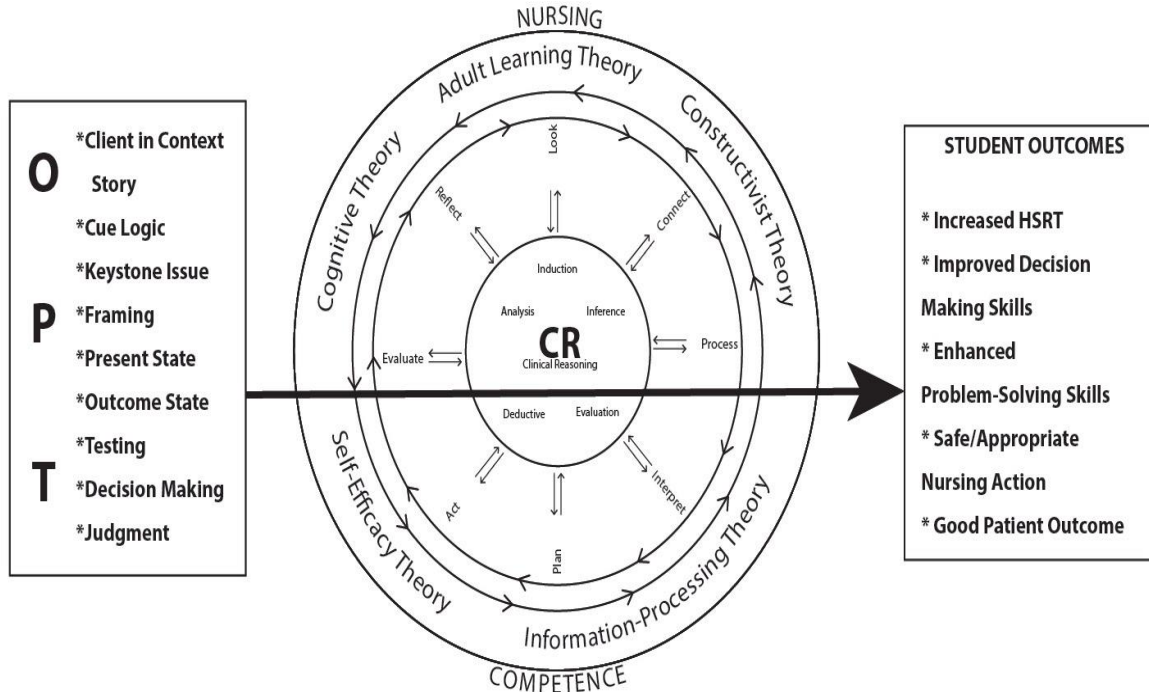 NURSING
Adult Learning Theory
Constructivist Theory
Cognitive Theory
Self-Efficacy Theory
Information-Processing Theory
COMPETENCE
O
P
T
*Client in Context
Story
*Cue Logic
*Keystone Issue
*Framing
*Present State
*Outcome State
*Testing
*Decision Making
*Judgment
Look
Connect
Process
Interpret
Plan
Act
Evaluate
Reflect
Induction
Analysis
Inference
CR
Clinical Reasoning
Deductive
Evaluation
STUDENT OUTCOMES
* Increased HSRT
* Improved Decision
Making Skills
* Enhanced
Problem-Solving Skills
* Safe/Appropriate
Nursing Action
* Good Patient Outcome